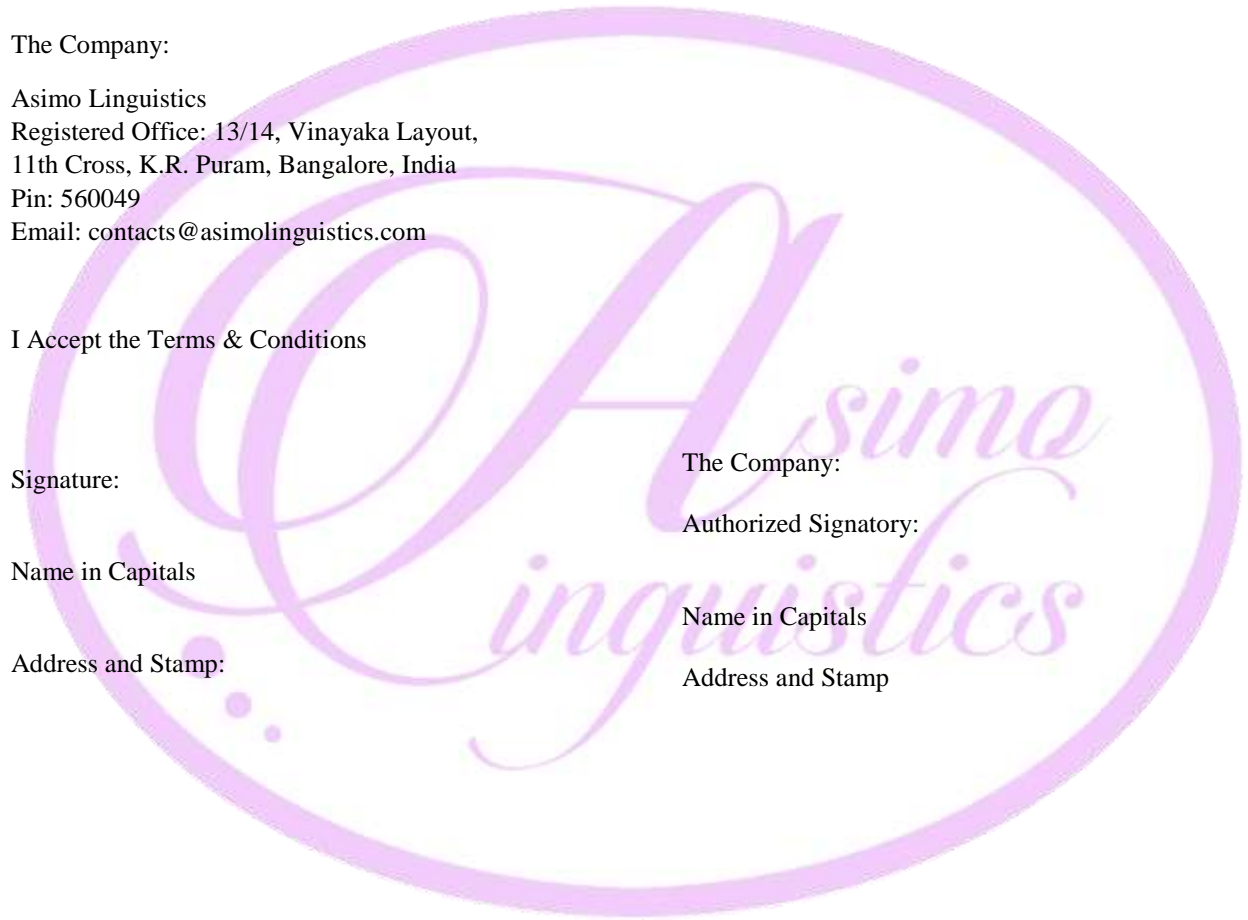 The Company:
Asimo Linguistics
Registered Office: 13/14, Vinayaka Layout,
11th Cross, K.R. Puram, Bangalore, India
Pin: 560049
Email: contacts@asimolinguistics.com
I Accept the Terms & Conditions
Signature:
Name in Capitals
Address and Stamp:
The Company:
Authorized Signatory:
Name in Capitals
Address and Stamp
Asimo
Linguistics